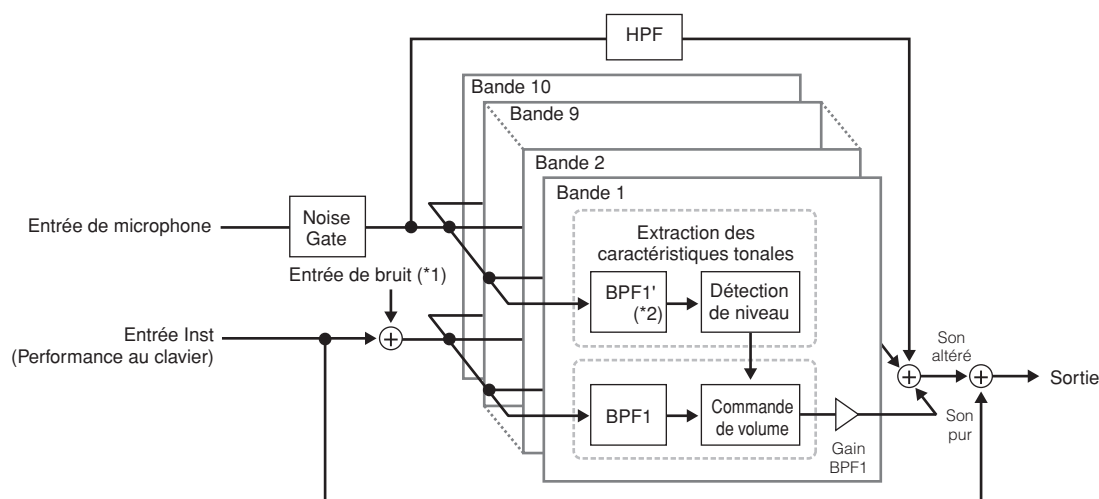 HPF
Bande 10
Bande 9
Bande 2
Bande 1
Entrée de microphone
Noise
Gate
Extraction des
caractéristiques tonales
Entrée de bruit (*1)
BPF1'
(*2)
Détection
de niveau
Entrée Inst
(Performance au clavier)
Son
altéré
Sortie
BPF1
Commande
de volume
Son
pur
Gain
BPF1